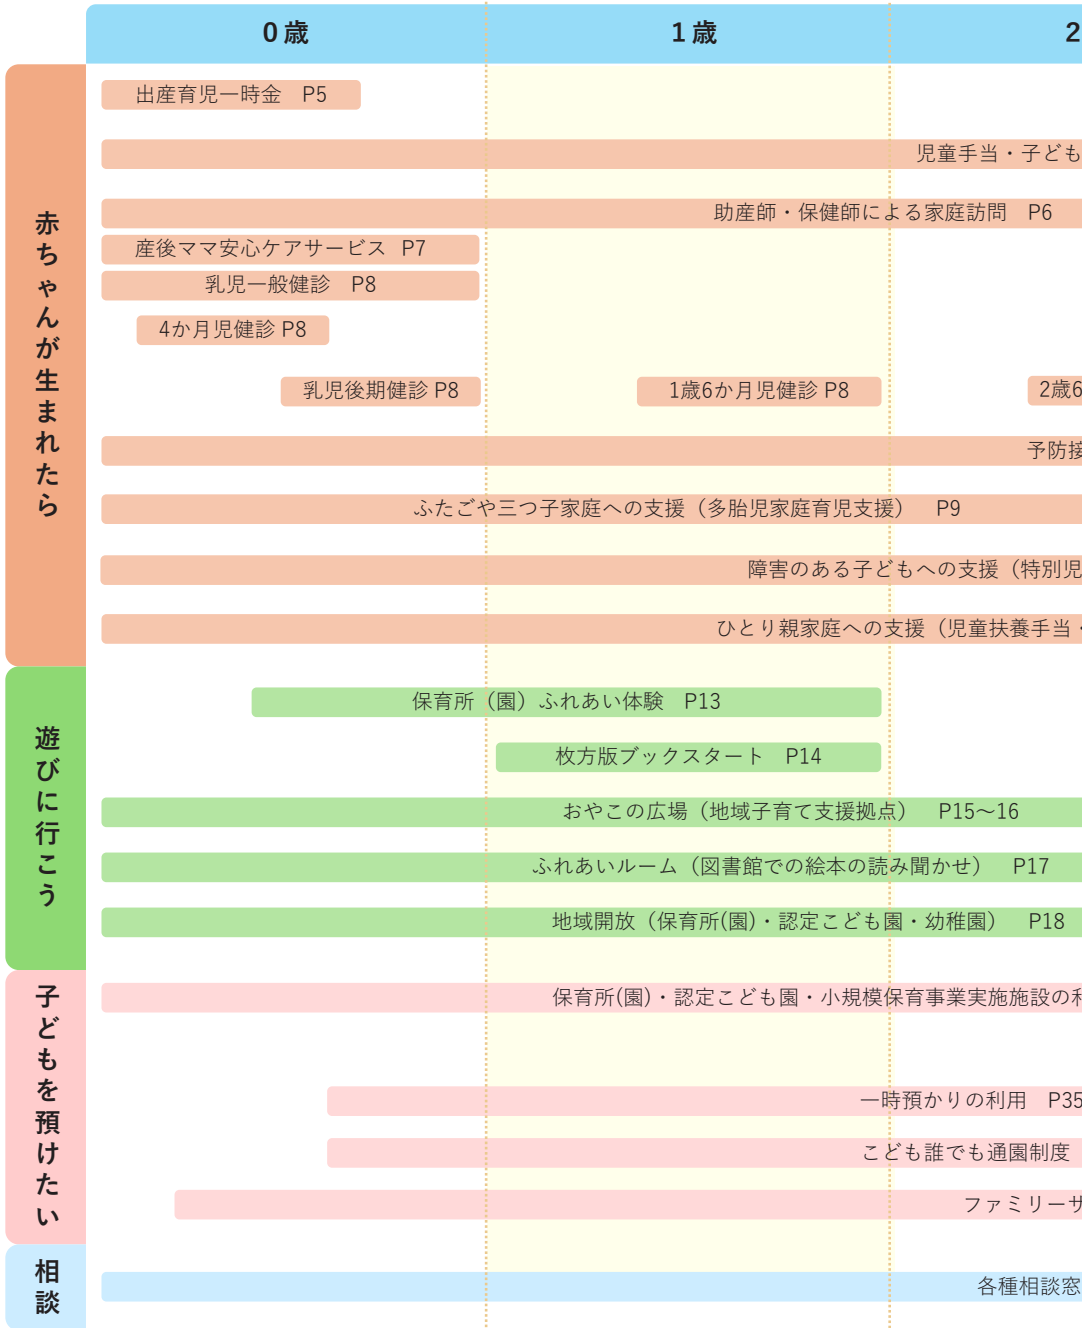 0歳
1歳
2
赤ちゃんが生まれたら
出産育児一時金　P5
児童手当・子ども
助産師・保健師による家庭訪問　P6
産後ママ安心ケアサービス P7
乳児一般健診　P8
4か月児健診 P8
乳児後期健診 P8
1歳6か月児健診 P8
2歳6
予防接
ふたごや三つ子家庭への支援（多胎児家庭育児支援）　P9
障害のある子どもへの支援（特別児
ひとり親家庭への支援（児童扶養手当・
遊びに行こう
保育所（園）ふれあい体験　P13
枚方版ブックスタート　P14
おやこの広場（地域子育て支援拠点）　P15～16
ふれあいルーム（図書館での絵本の読み聞かせ）　P17
地域開放（保育所(園)・認定こども園・幼稚園）　P18
子どもを預けたい
保育所(園)・認定こども園・小規模保育事業実施施設の利
一時預かりの利用　P35
こども誰でも通園制度
ファミリーサ
相談
各種相談窓